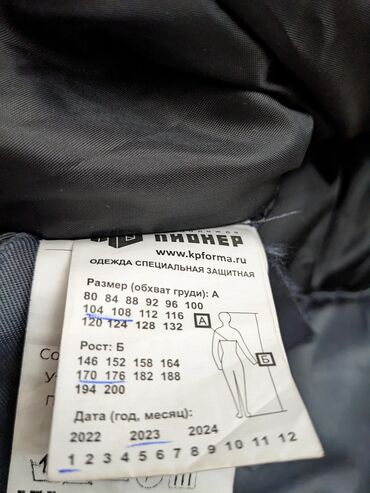 ПИОНЕР
www.kpforma.ru
ОДЕЖДА СПЕЦИАЛЬНАЯ ЗАЩИТНАЯ
Размер (обхват груди): А
80 84 88 92 96 100
104 108 112 116
120 124 128 132
А
Рост: Б
146 152 158 164
170 176 182 188
194 200
Б
Дата (год, месяц):
2022 2023 2024
1 2 3 4 5 6 7 8 9 10 11 12